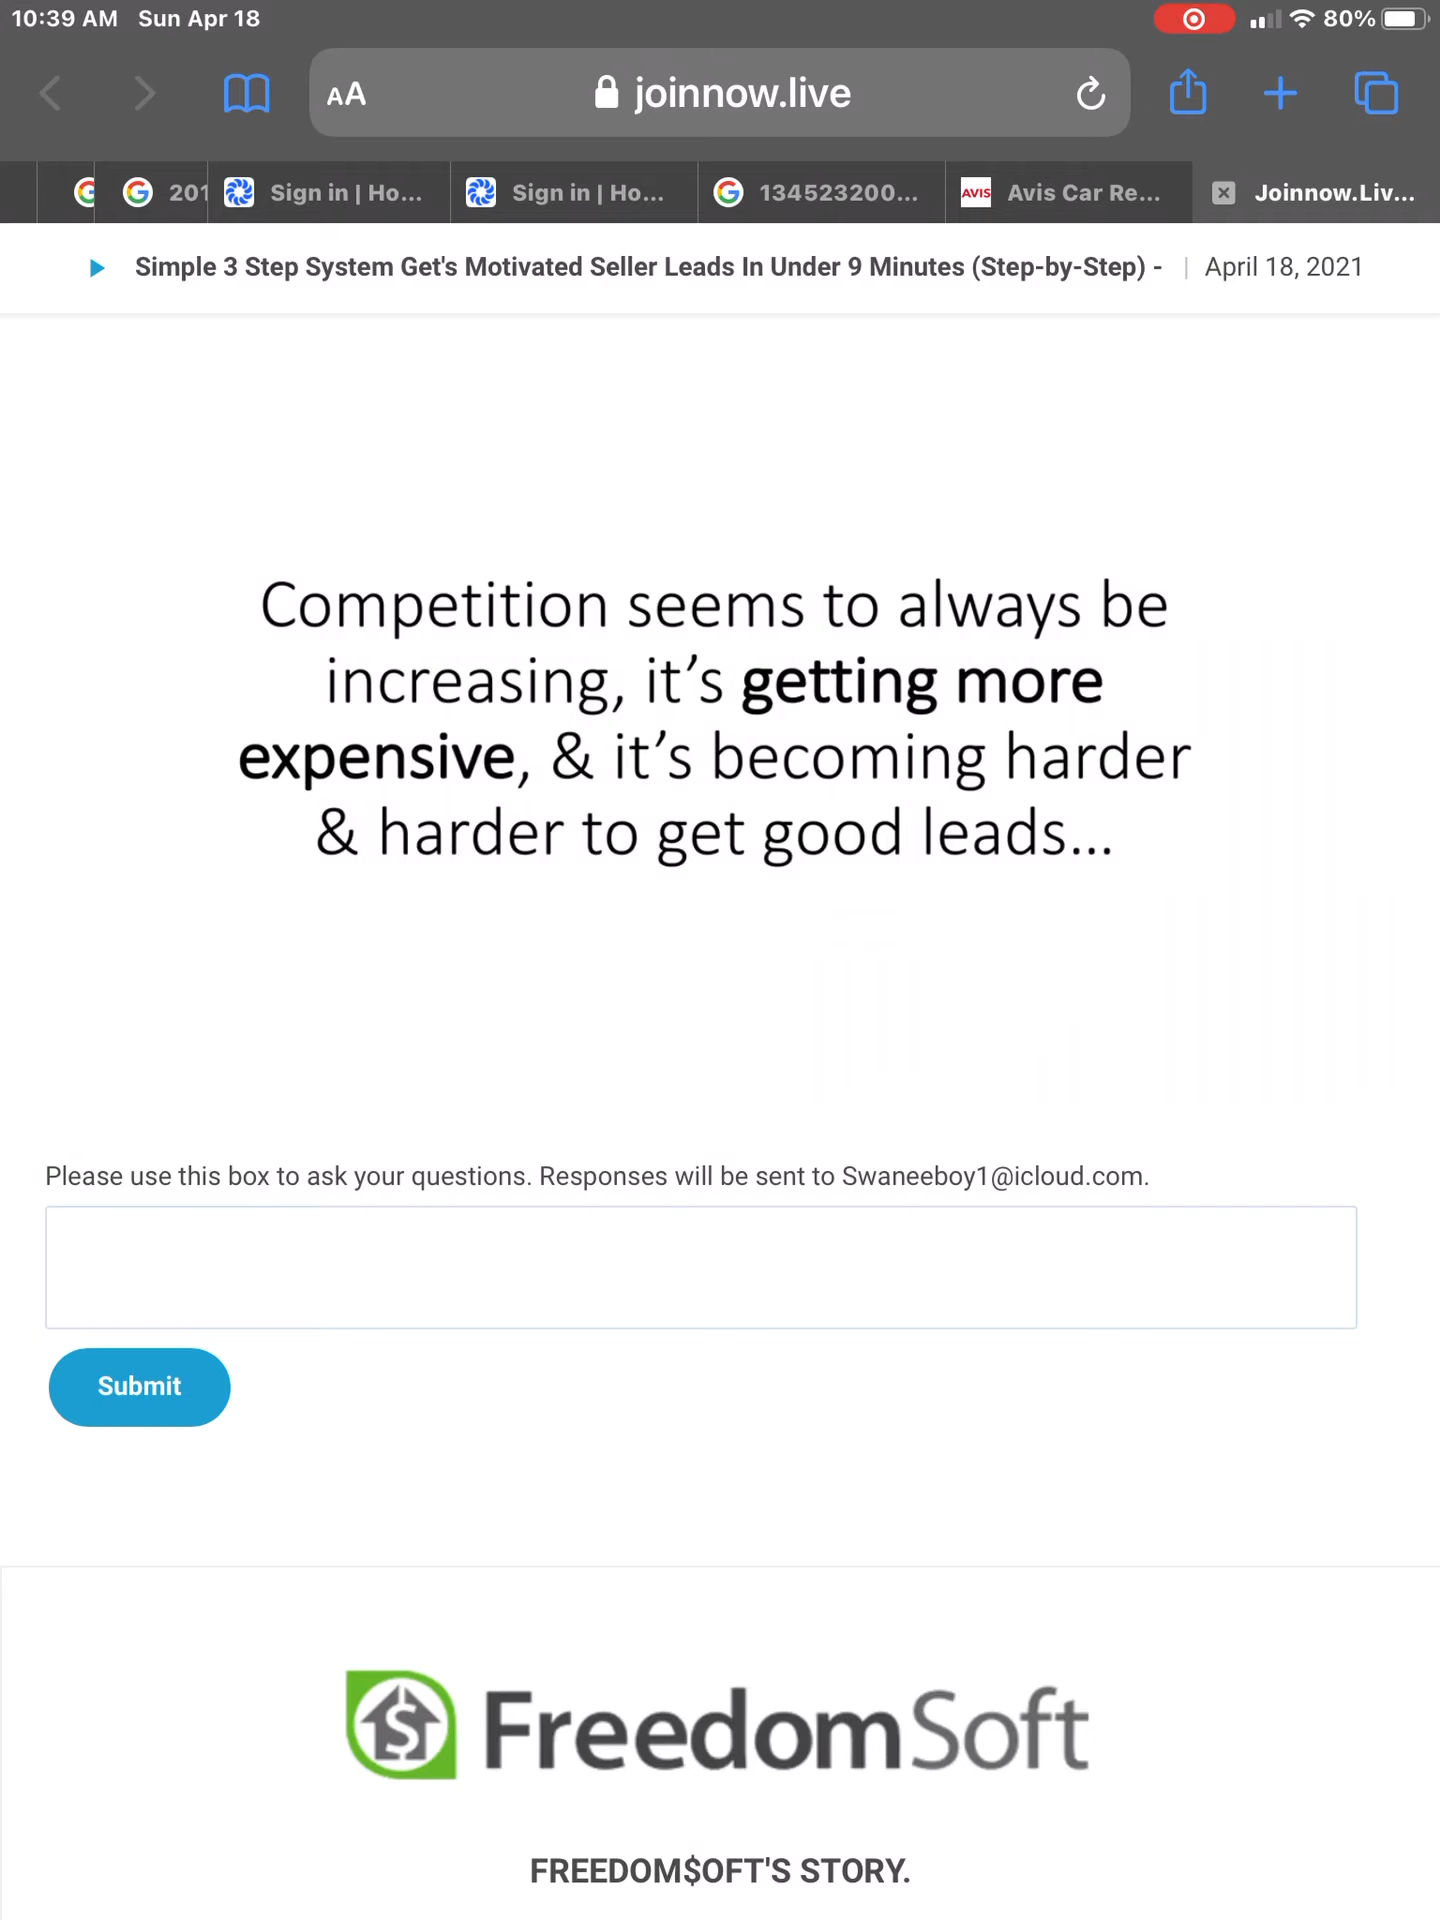 10:39 AM Sun Apr 18 80%
AA joinnow.live
201 Sign in | Ho... Sign in | Ho... 134523200... AVIS Avis Car Re... Joinnow.Liv...
Simple 3 Step System Get's Motivated Seller Leads In Under 9 Minutes (Step-by-Step) - | April 18, 2021
Competition seems to always be
increasing, it's getting more
expensive, & it's becoming harder
& harder to get good leads...
Please use this box to ask your questions. Responses will be sent to Swaneeboy1@icloud.com.
Submit
FreedomSoft
FREEDOM$OFT'S STORY.